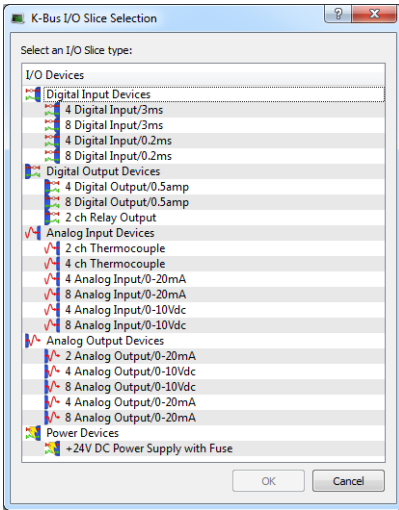 K-Bus I/O Slice Selection
Select an I/O Slice type:
I/O Devices
Digital Input Devices
4 Digital Input/3ms
8 Digital Input/3ms
4 Digital Input/0.2ms
8 Digital Input/0.2ms
Digital Output Devices
4 Digital Output/0.5amp
8 Digital Output/0.5amp
2 ch Relay Output
Analog Input Devices
2 ch Thermocouple
4 ch Thermocouple
4 Analog Input/0-20mA
8 Analog Input/0-20mA
4 Analog Input/0-10Vdc
8 Analog Input/0-10Vdc
Analog Output Devices
2 Analog Output/0-20mA
4 Analog Output/0-10Vdc
8 Analog Output/0-10Vdc
4 Analog Output/0-20mA
8 Analog Output/0-20mA
Power Devices
+24V DC Power Supply with Fuse
OK Cancel